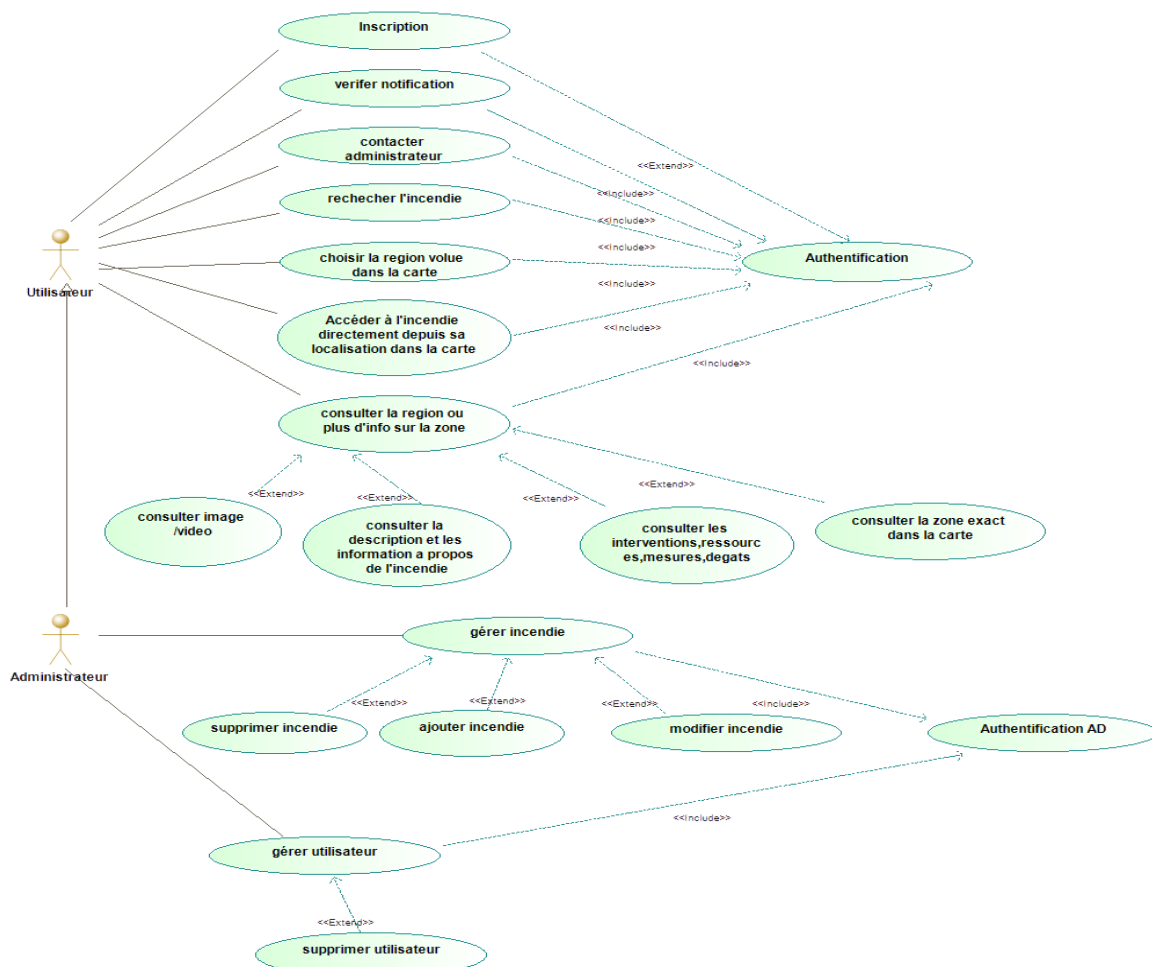 Inscription
verifer notification
contacter
administrateur
<<Extend>>
<<Include>>
rechecher l'incendie
<<Include>>
choisir la region volue
dans la carte
<<Include>>
Authentification
Utilisateur
<<Include>>
Accéder à l'incendie
directement depuis sa
localisation dans la carte
<<Include>>
<<Include>>
consulter la region ou
plus d'info sur la zone
<<Extend>>
<<Extend>>
<<Extend>>
<<Extend>>
consulter image
/video
consulter la
description et les
information a propos
de l'incendie
consulter les
interventions,ressourc
es,mesures,degats
consulter la zone exact
dans la carte
gérer incendie
Administrateur
<<Extend>>
<<Extend>>
<<Extend>>
<<Include>>
supprimer incendie
ajouter incendie
modifier incendie
Authentification AD
<<Include>>
gérer utilisateur
<<Extend>>
supprimer utilisateur